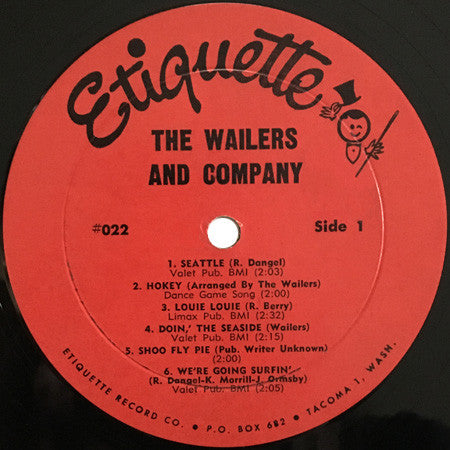 Etiquette
THE WAILERS
AND COMPANY
#022
Side 1
1. SEATTLE (R. Dangel)
Valet Pub. BMI (2:03)
2. HOKEY (Arranged By The Wailers)
Dance Game Song (2:00)
3. LOUIE LOUIE (R. Berry)
Limax Pub. BMI (2:32)
4. DOIN,' THE SEASIDE (Wailers)
Valet Pub. BMI (2:15)
5. SHOO FLY PIE (Pub. Writer Unknown)
(2:00)
6. WE'RE GOING SURFIN'
(R. Dangel-K. Morrill-J. Ormsby)
Valet Pub. BMI (2:05)
ETIQUETTE RECORD CO. • P.O. BOX 682 • TACOMA 1, WASH.